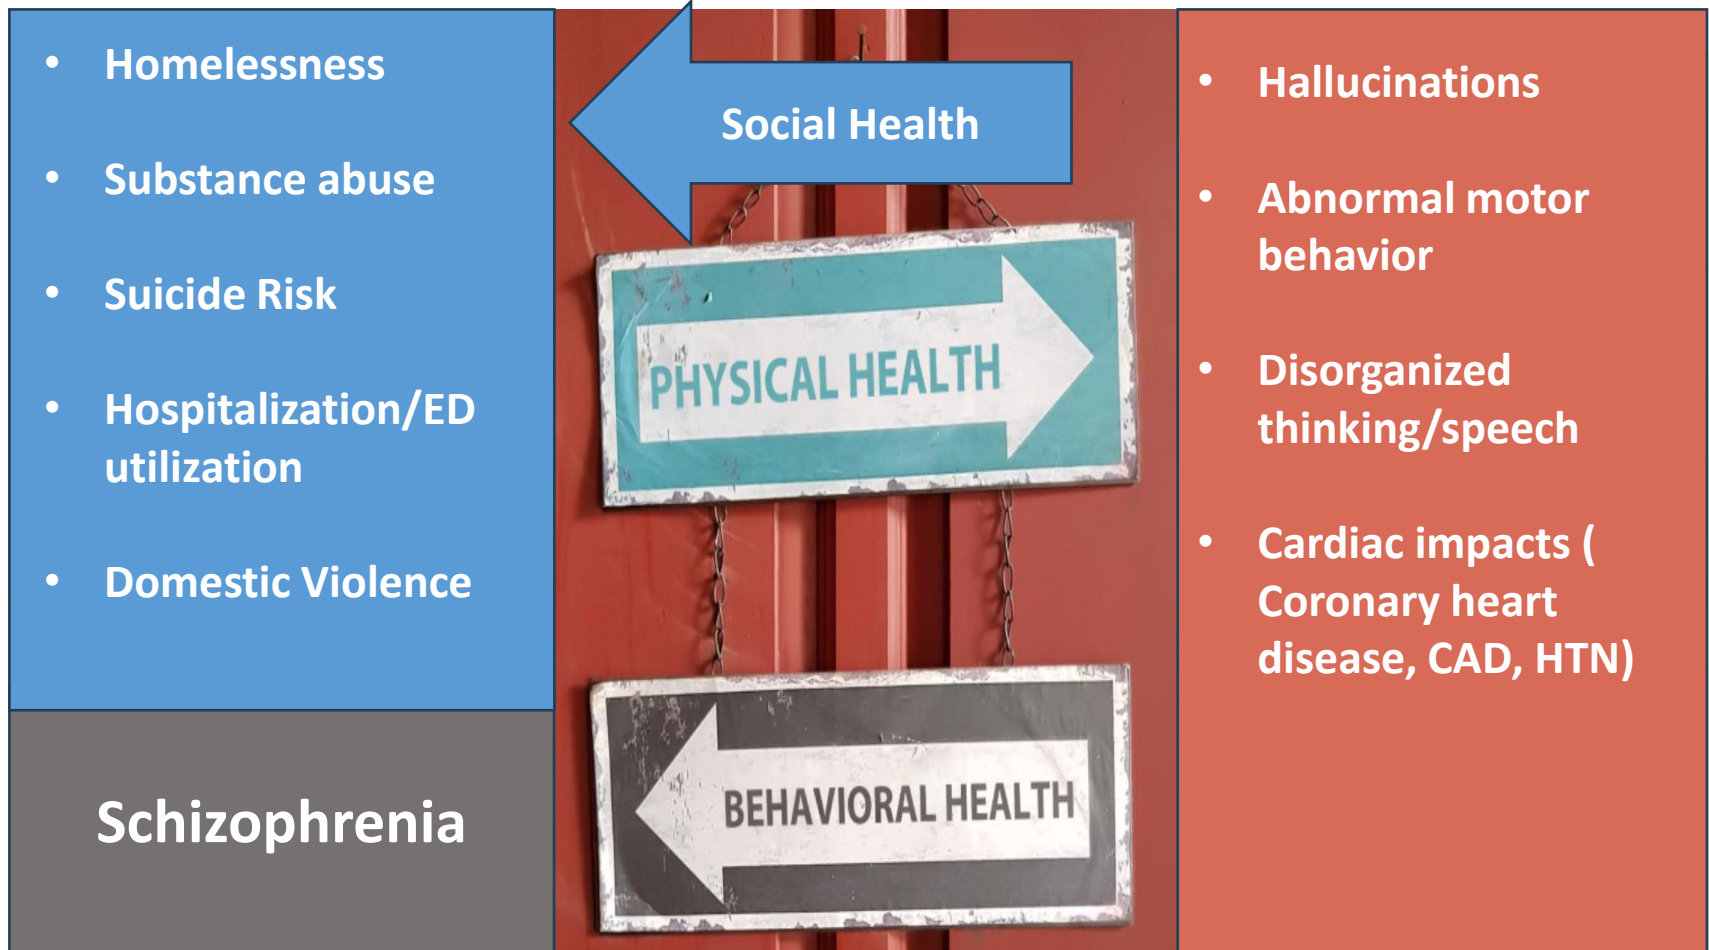 • Homelessness
• Substance abuse
• Suicide Risk
• Hospitalization/ED
utilization
• Domestic Violence
Schizophrenia
Social Health
PHYSICAL HEALTH
BEHAVIORAL HEALTH
• Hallucinations
• Abnormal motor
behavior
• Disorganized
thinking/speech
• Cardiac impacts (
Coronary heart
disease, CAD, HTN)